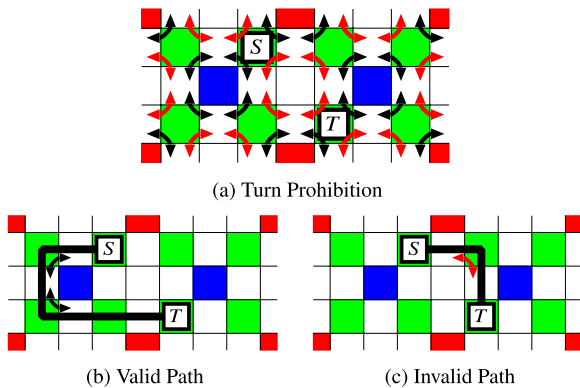 S
T
(a) Turn Prohibition
S
T
(b) Valid Path
S
T
(c) Invalid Path